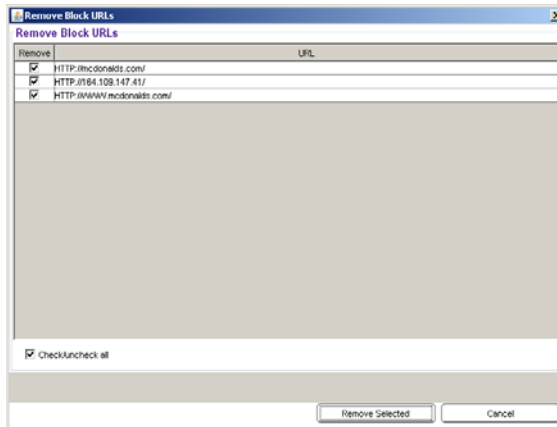 Remove Block URLs
Remove Block URLs
Remove URL
HTTP://mcdonalds.com/
HTTP://164.109.147.41/
HTTP://WWW.mcdonalds.com/
Check/uncheck all
Remove Selected Cancel